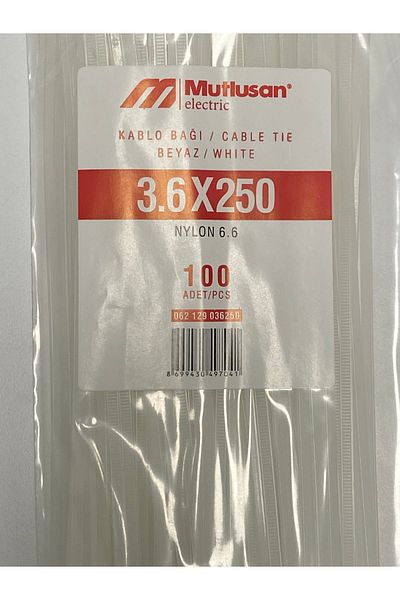 Mutlusan®
electric
KABLO BAĞI / CABLE TIE
BEYAZ / WHITE
3.6X250
NYLON 6.6
100
ADET/PCS
062 129 036250
8 699430 497041